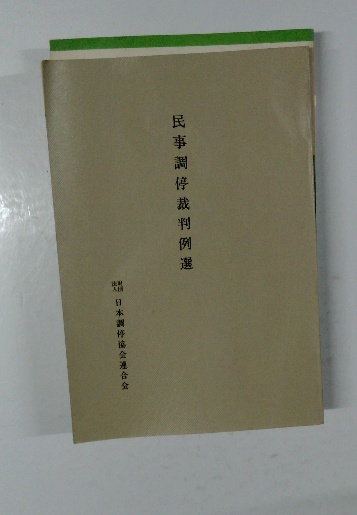 民事調停裁判例選
財団法人 日本調停協会連合会